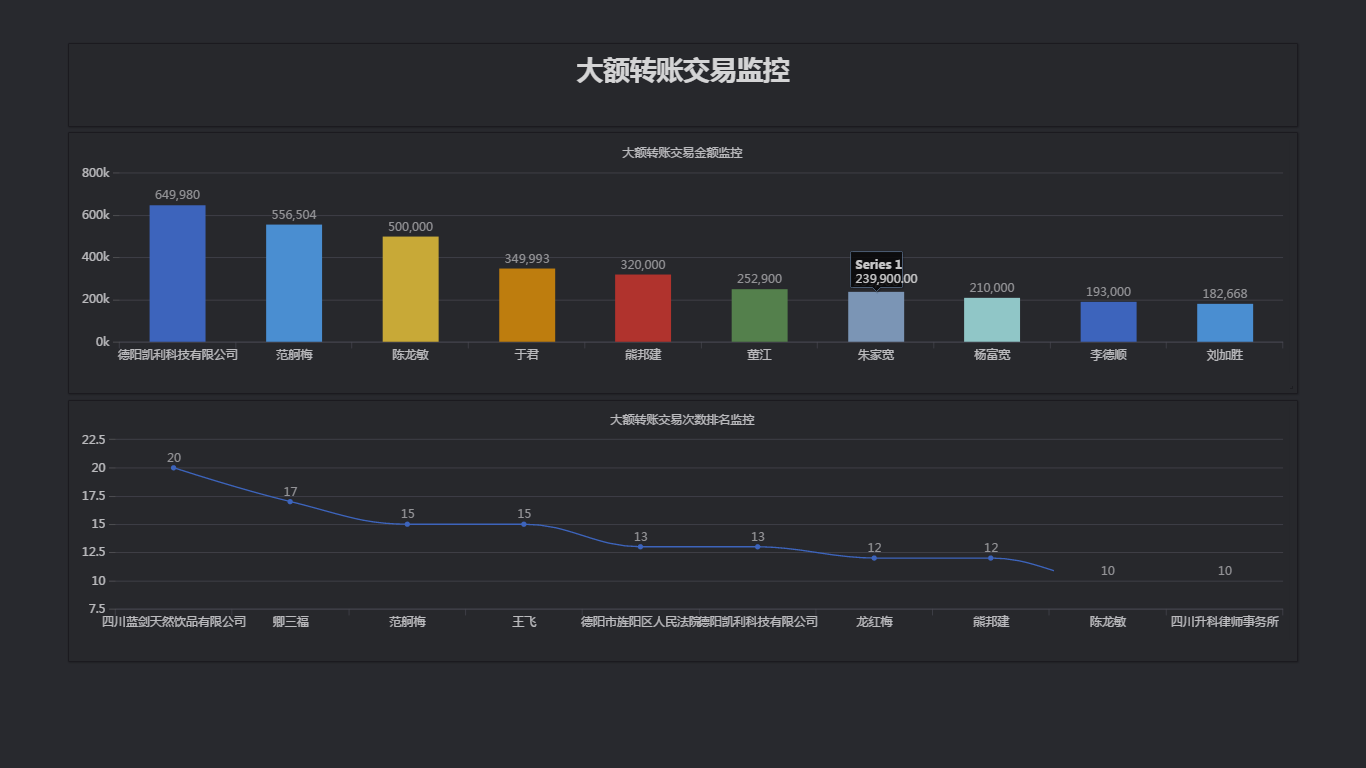 大额转账交易监控
大额转账交易金额监控
800k
600k
400k
200k
0k
649,980
556,504
500,000
349,993
320,000
252,900
Series 1
239,900.00
210,000
193,000
182,668
德阳凯利科技有限公司
范舸梅
陈龙敏
于君
熊邦建
董江
朱家宽
杨富宽
李德顺
刘加胜
大额转账交易次数排名监控
22.5
20
17.5
15
12.5
10
7.5
20
17
15
15
13
13
12
12
10
10
四川蓝剑天然饮品有限公司
卿三福
范舸梅
王飞
德阳市旌阳区人民法院
德阳凯利科技有限公司
龙红梅
熊邦建
陈龙敏
四川升科律师事务所